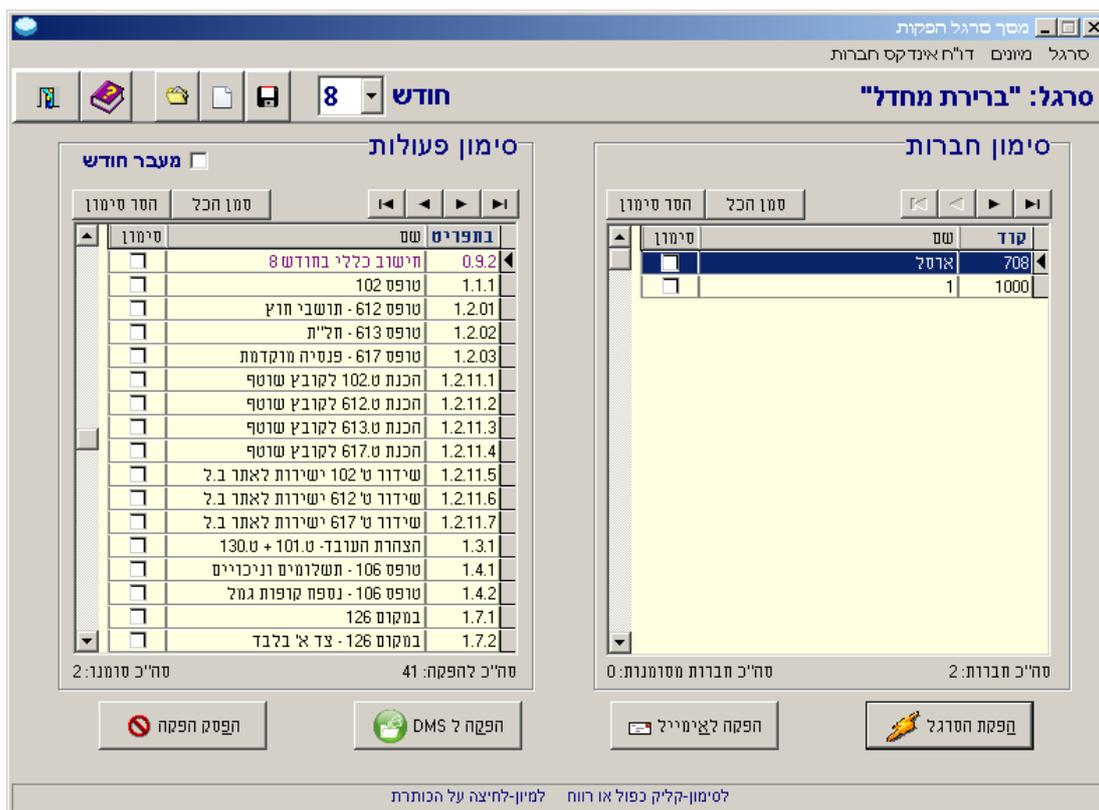 מסך סרגל הפקות
סרגל מיונים דו"ח אינדקס חברות
סרגל: "ברירת מחדל" חודש 8
סימון חברות
סמן הכל הסר סימון
קוד שם סימון
708 אוסל
1000 1
סה"כ חברות: 2 סה"כ חברות מסומנות: 0
סימון פעולות
מעבר חודש
סמן הכל הסר סימון
בתפריט שם סימון
0.9.2 חישוב כללי בחודש 8
1.1.1 טופס 102
1.2.01 טופס 612 - תושבי חוץ
1.2.02 טופס 613 - חל"ת
1.2.03 טופס 617 - פנסיה מוקדמת
1.2.11.1 הכנת ט.102 לקובץ שוטף
1.2.11.2 הכנת ט.612 לקובץ שוטף
1.2.11.3 הכנת ט.613 לקובץ שוטף
1.2.11.4 הכנת ט.617 לקובץ שוטף
1.2.11.5 שידור ט' 102 ישירות לאתר ב.ל
1.2.11.6 שידור ט' 612 ישירות לאתר ב.ל
1.2.11.7 שידור ט' 617 ישירות לאתר ב.ל
1.3.1 הצהרת העובד- ט.101 + ט.130
1.4.1 טופס 106 - תשלומים וניכויים
1.4.2 טופס 106 - נספח קופות גמל
1.7.1 במקום 126
1.7.2 במקום 126 - צד א' בלבד
סה"כ להפקה: 41 סה"כ סומנו: 2
הפקת הסרגל הפקה לאימייל הפקה ל DMS הפסק הפקה
לסימון-קליק כפול או רווח למיון-לחיצה על הכותרת